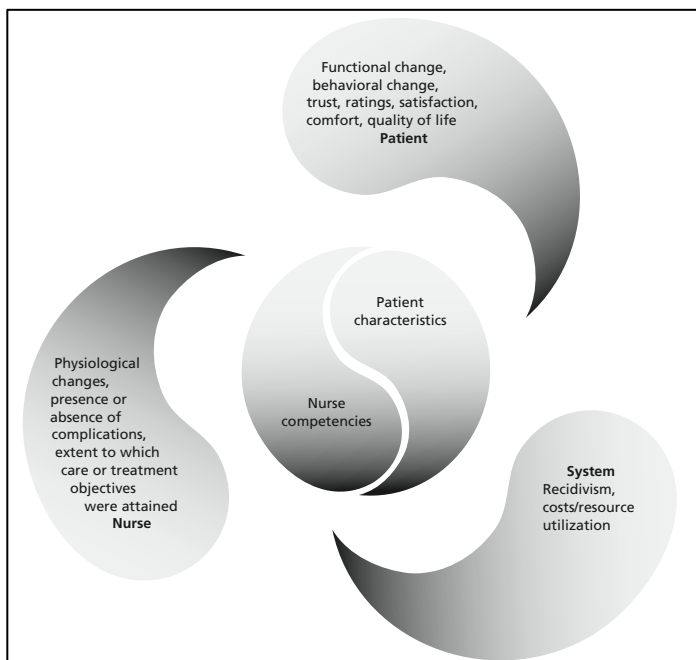 Functional change,
behavioral change,
trust, ratings, satisfaction,
comfort, quality of life
Patient
Patient
characteristics
Nurse
competencies
Physiological
changes,
presence or
absence of
complications,
extent to which
care or treatment
objectives
were attained
Nurse
System
Recidivism,
costs/resource
utilization